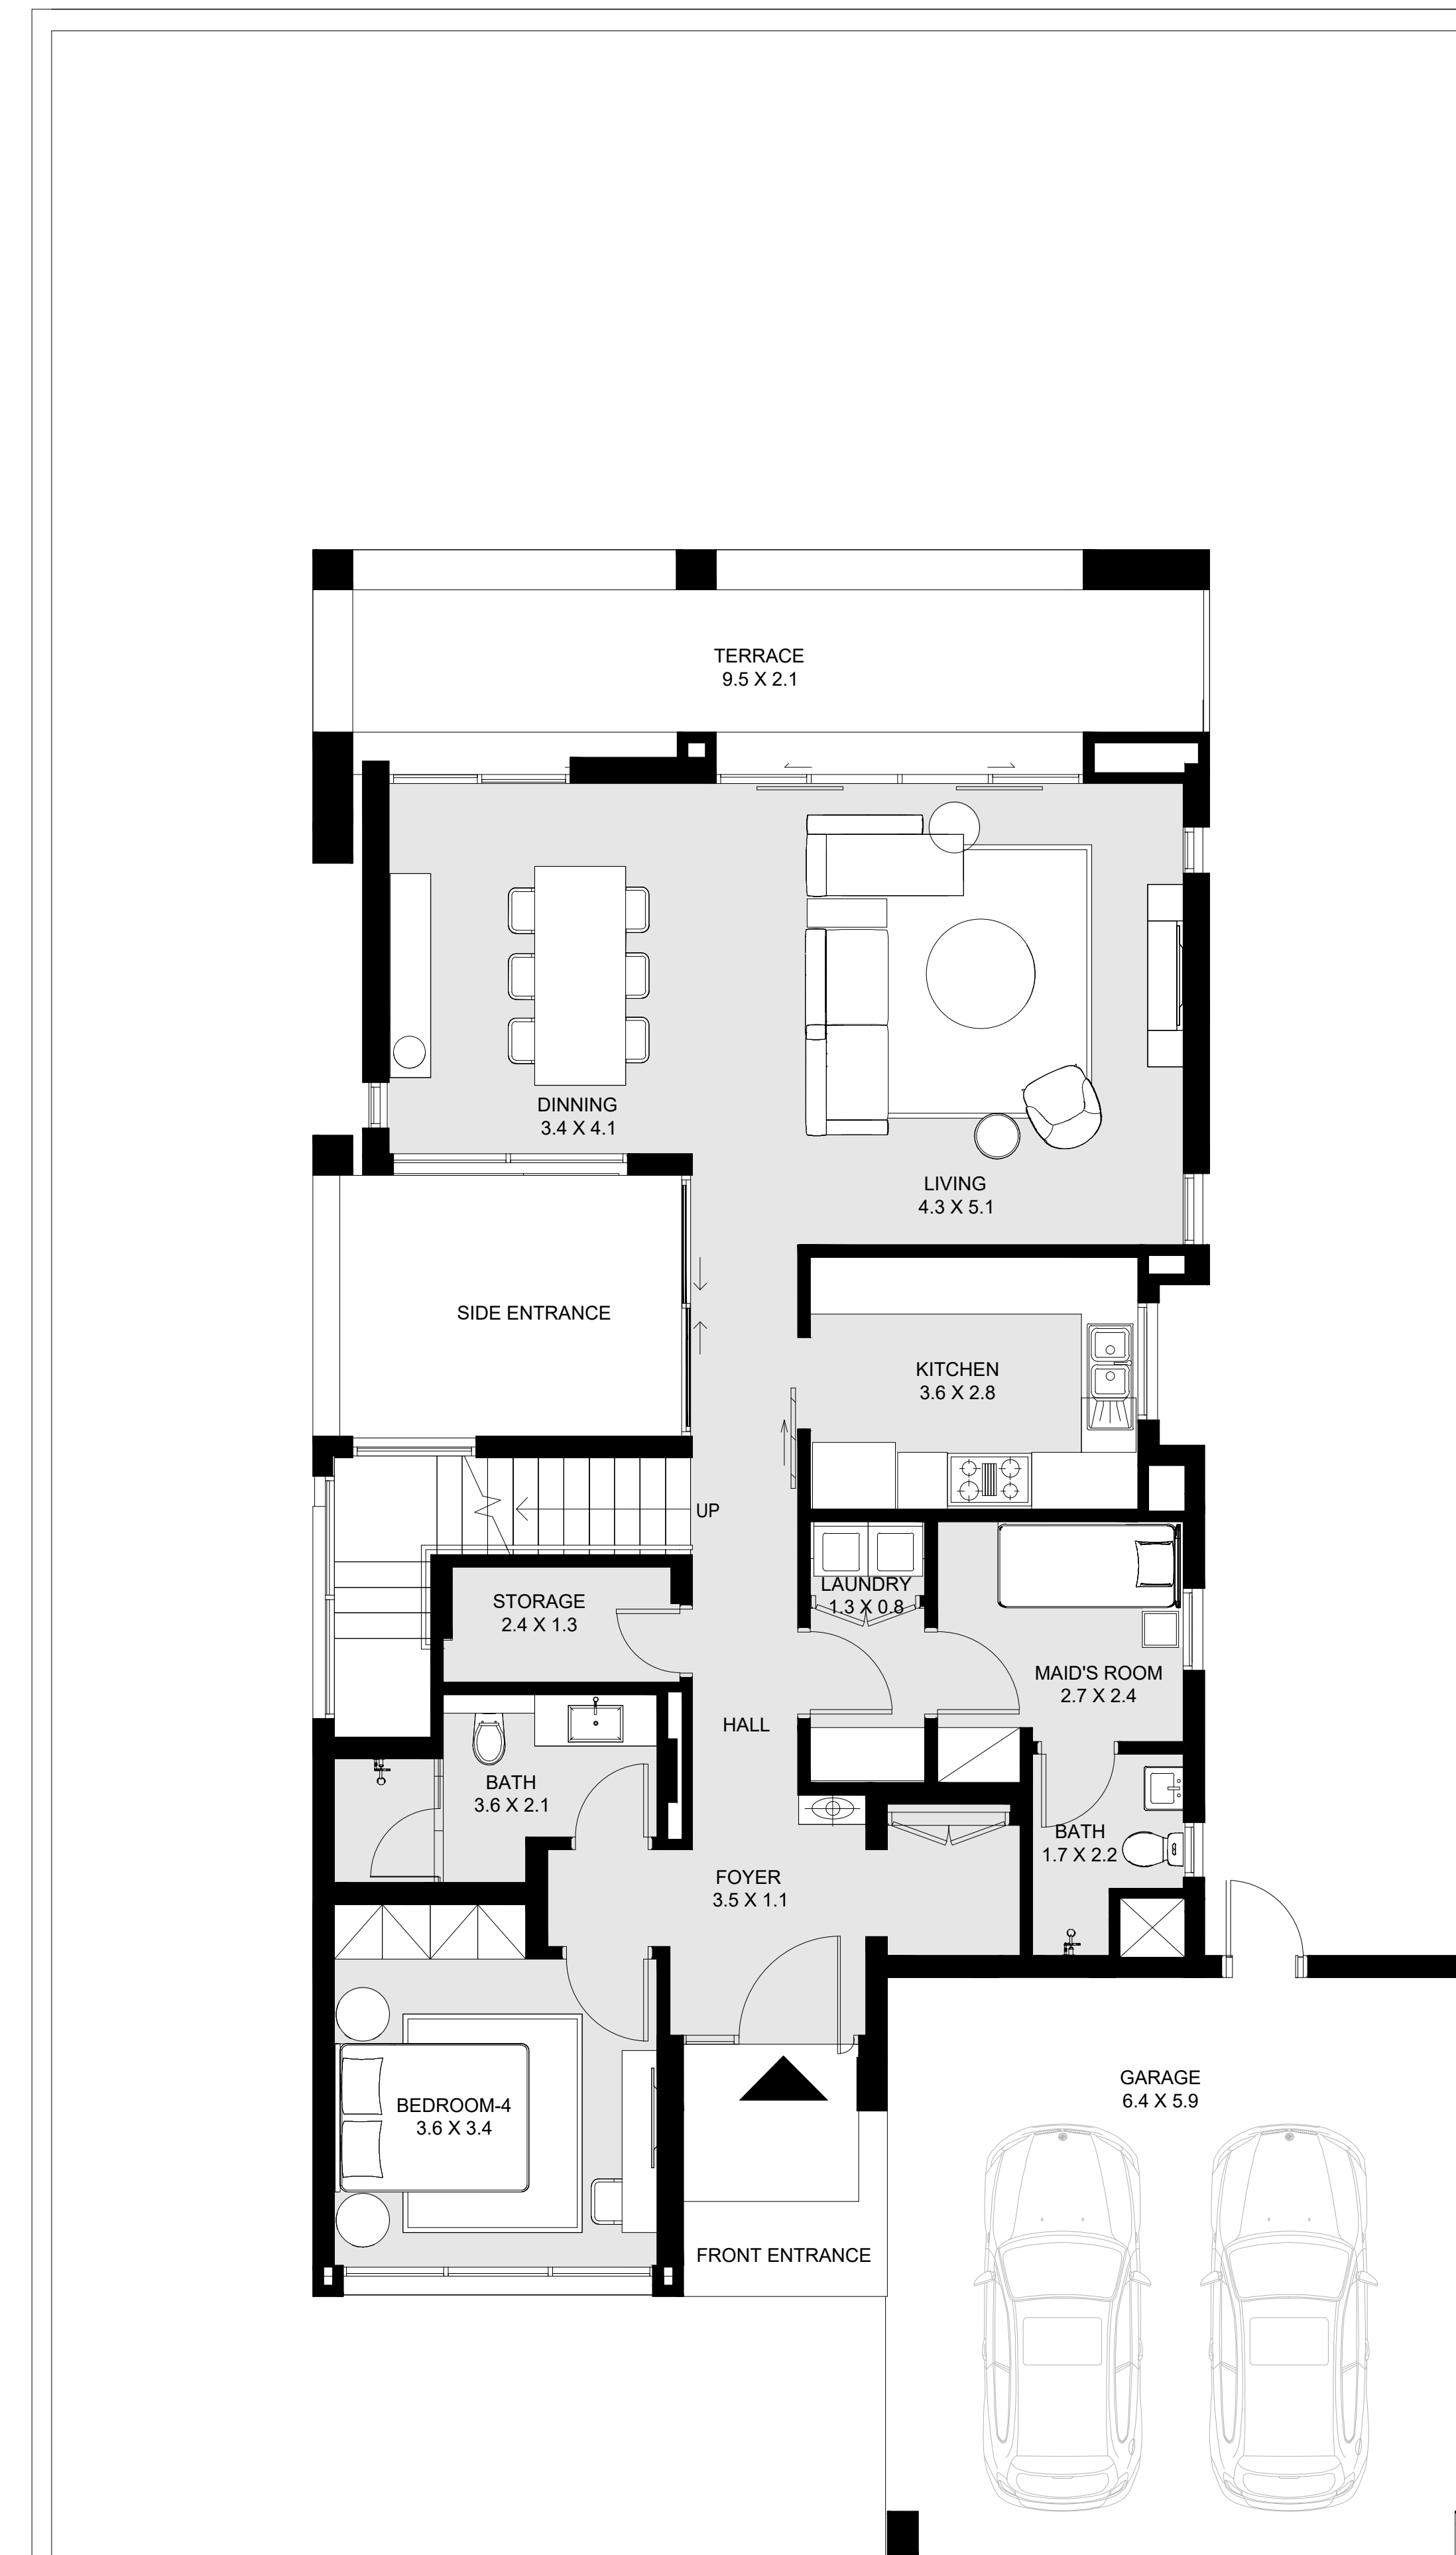 TERRACE
9.5 X 2.1
DINNING
3.4 X 4.1
LIVING
4.3 X 5.1
SIDE ENTRANCE
KITCHEN
3.6 X 2.8
UP
LAUNDRY
1.3 X 0.8
STORAGE
2.4 X 1.3
MAID'S ROOM
2.7 X 2.4
HALL
BATH
3.6 X 2.1
BATH
1.7 X 2.2
FOYER
3.5 X 1.1
GARAGE
6.4 X 5.9
BEDROOM-4
3.6 X 3.4
FRONT ENTRANCE